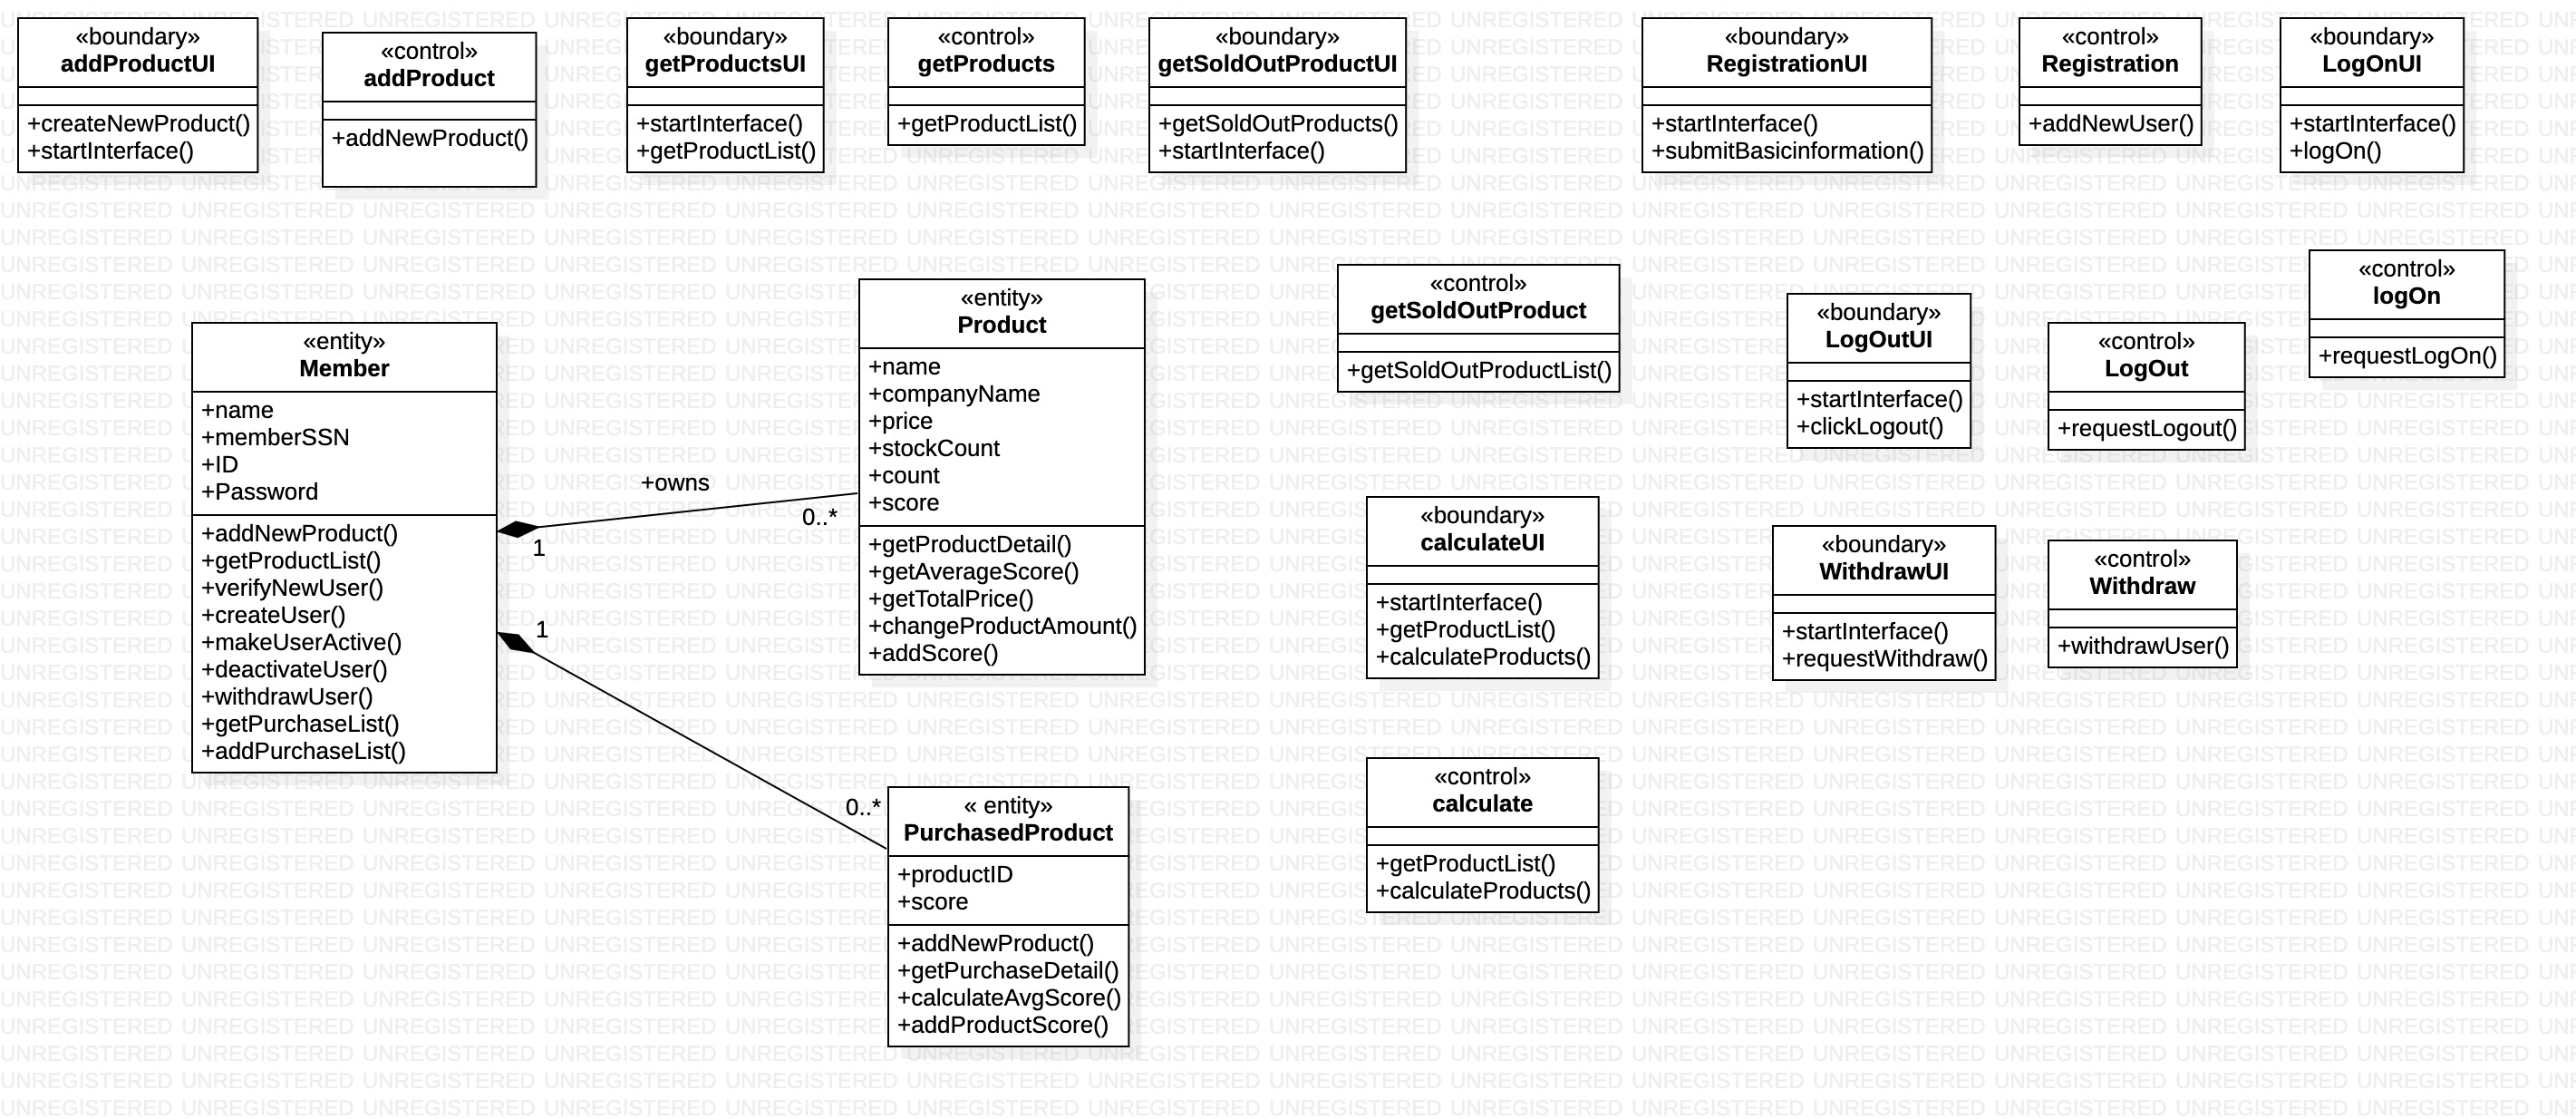 «boundary»
addProductUI
+createNewProduct()
+startInterface()
«control»
addProduct
+addNewProduct()
«boundary»
getProductsUI
+startInterface()
+getProductList()
«control»
getProducts
+getProductList()
«boundary»
getSoldOutProductUI
+getSoldOutProducts()
+startInterface()
«boundary»
RegistrationUI
+startInterface()
+submitBasicinformation()
«control»
Registration
+addNewUser()
«boundary»
LogOnUI
+startInterface()
+logOn()
«entity»
Member
+name
+memberSSN
+ID
+Password
+addNewProduct()
+getProductList()
+verifyNewUser()
+createUser()
+makeUserActive()
+deactivateUser()
+withdrawUser()
+getPurchaseList()
+addPurchaseList()
+owns
1
0..*
1
0..*
«entity»
Product
+name
+companyName
+price
+stockCount
+count
+score
+getProductDetail()
+getAverageScore()
+getTotalPrice()
+changeProductAmount()
+addScore()
« entity»
PurchasedProduct
+productID
+score
+addNewProduct()
+getPurchaseDetail()
+calculateAvgScore()
+addProductScore()
«control»
getSoldOutProduct
+getSoldOutProductList()
«boundary»
LogOutUI
+startInterface()
+clickLogout()
«control»
LogOut
+requestLogout()
«control»
logOn
+requestLogOn()
«boundary»
calculateUI
+startInterface()
+getProductList()
+calculateProducts()
«boundary»
WithdrawUI
+startInterface()
+requestWithdraw()
«control»
Withdraw
+withdrawUser()
«control»
calculate
+getProductList()
+calculateProducts()
UNREGISTERED